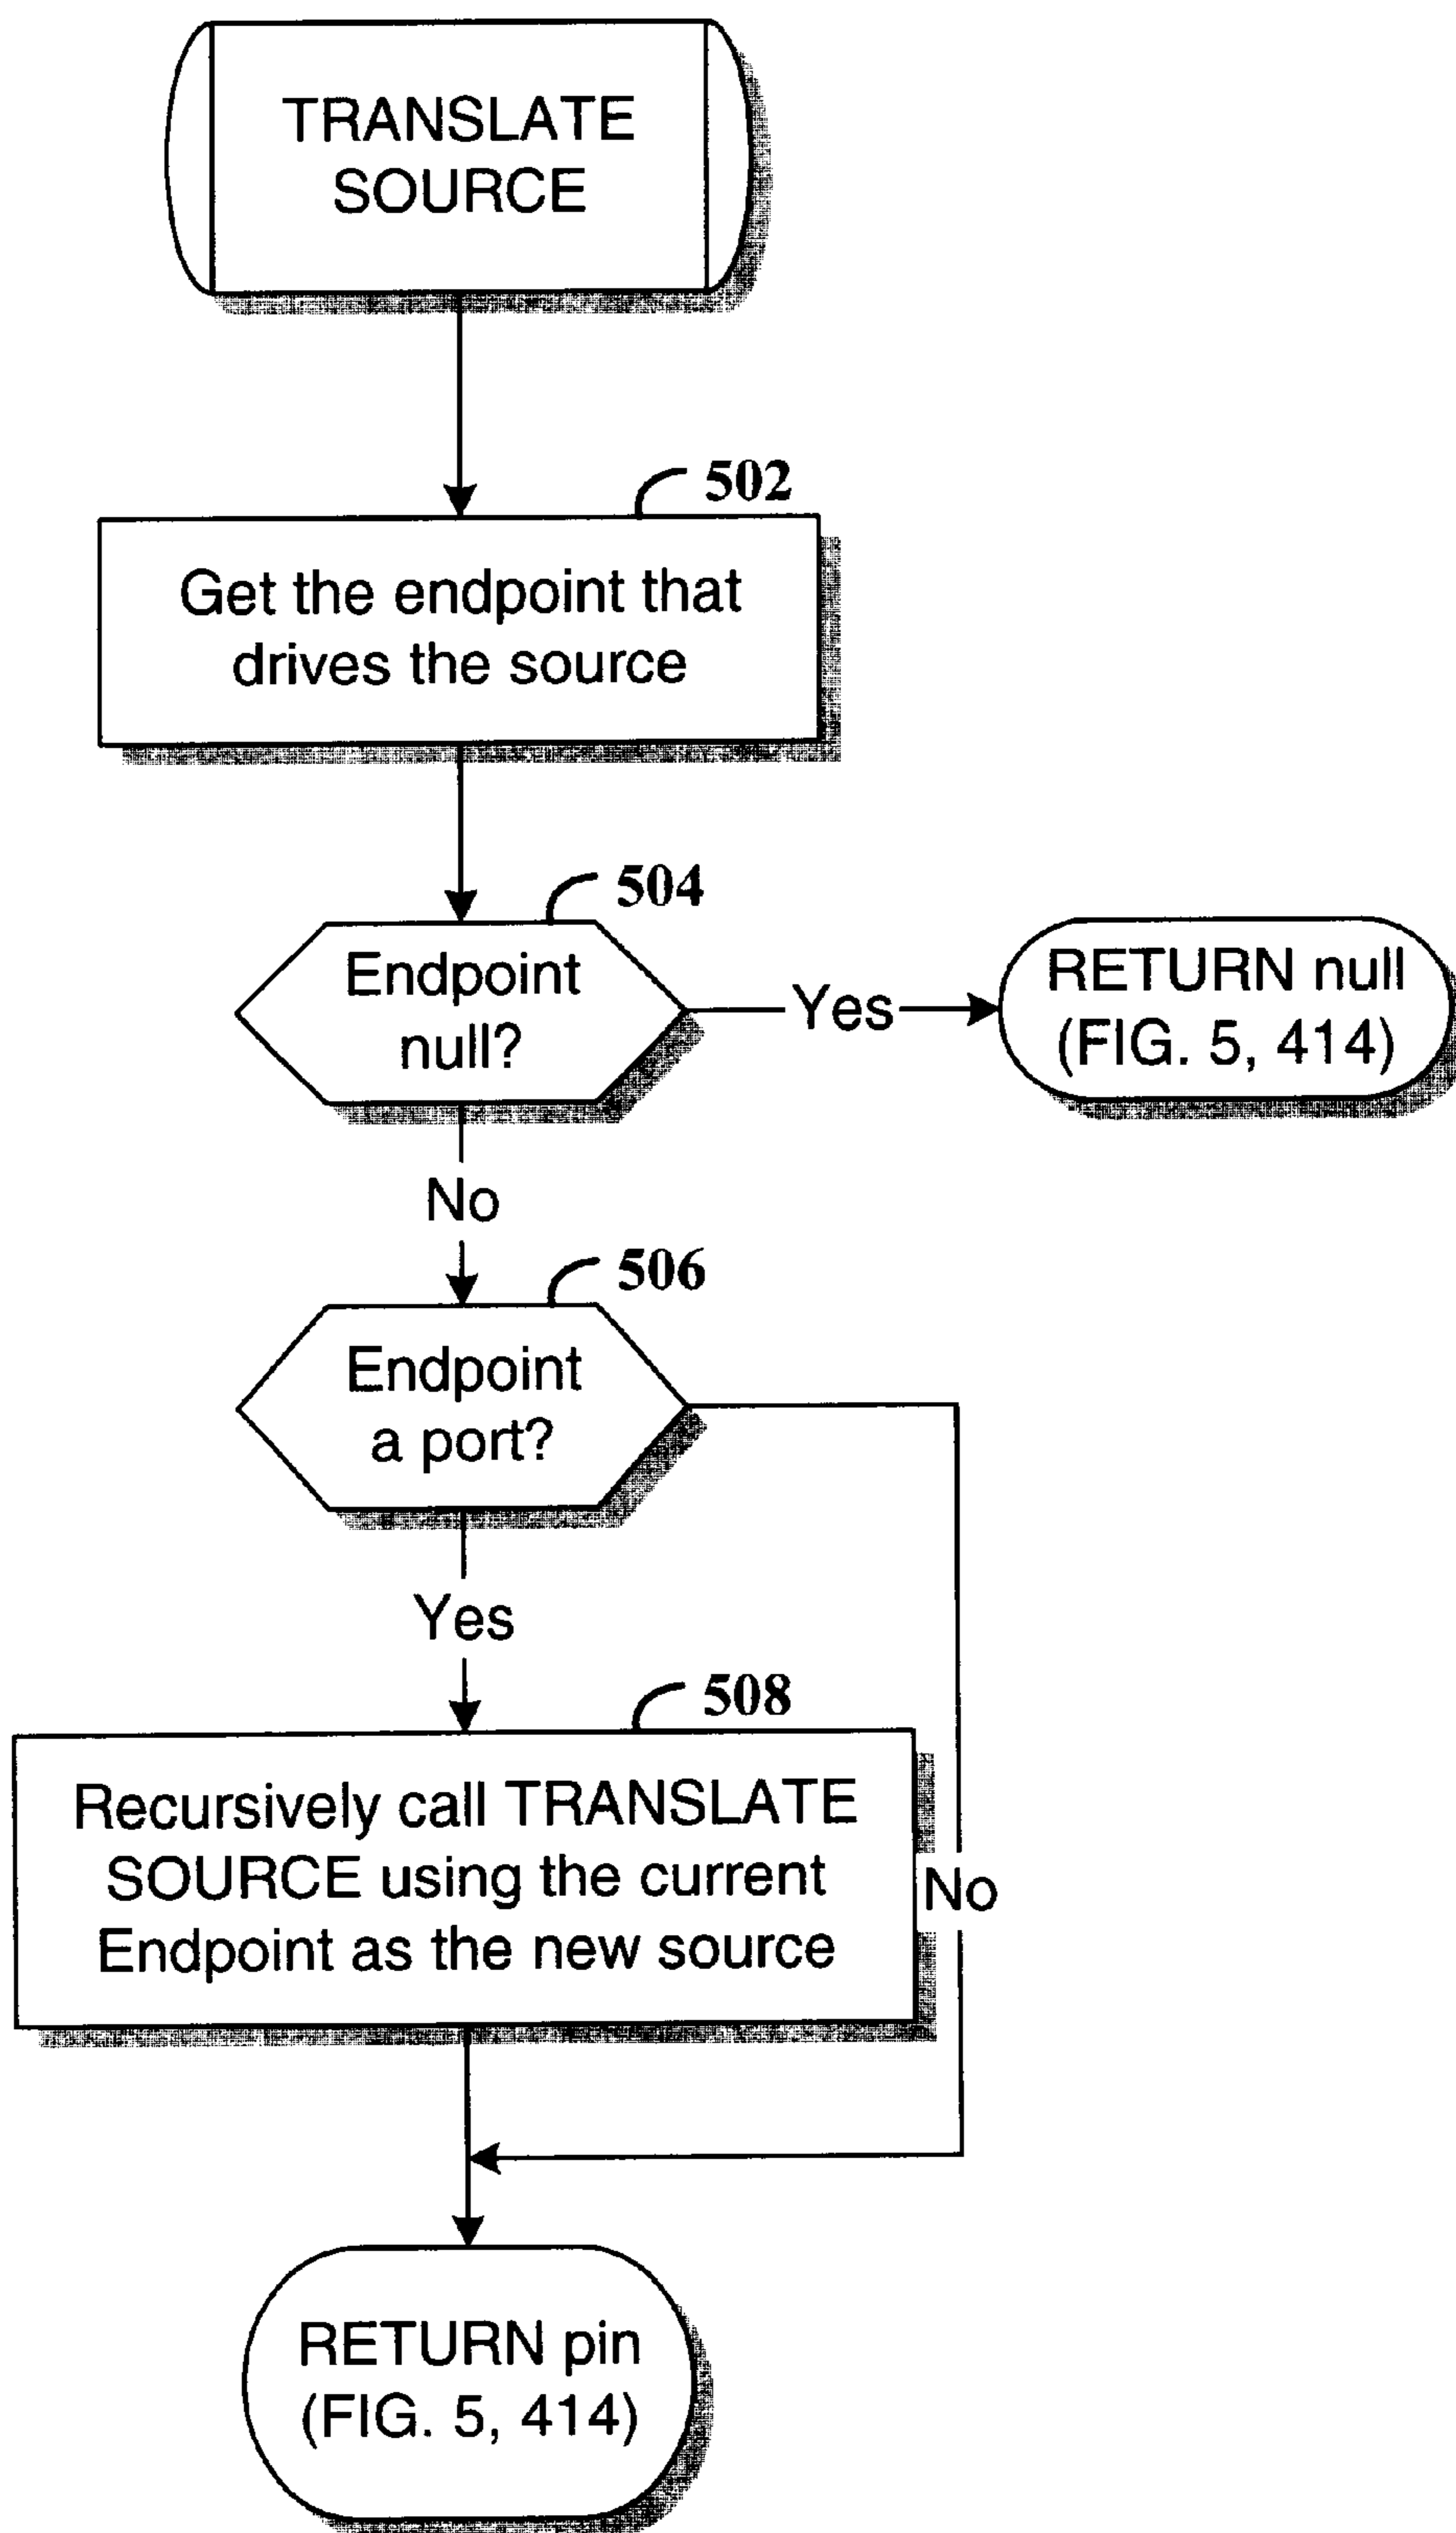 TRANSLATE
SOURCE
502
Get the endpoint that
drives the source
504
Endpoint
null?
Yes
RETURN null
(FIG. 5, 414)
No
506
Endpoint
a port?
Yes
508
Recursively call TRANSLATE
SOURCE using the current
Endpoint as the new source
No
RETURN pin
(FIG. 5, 414)